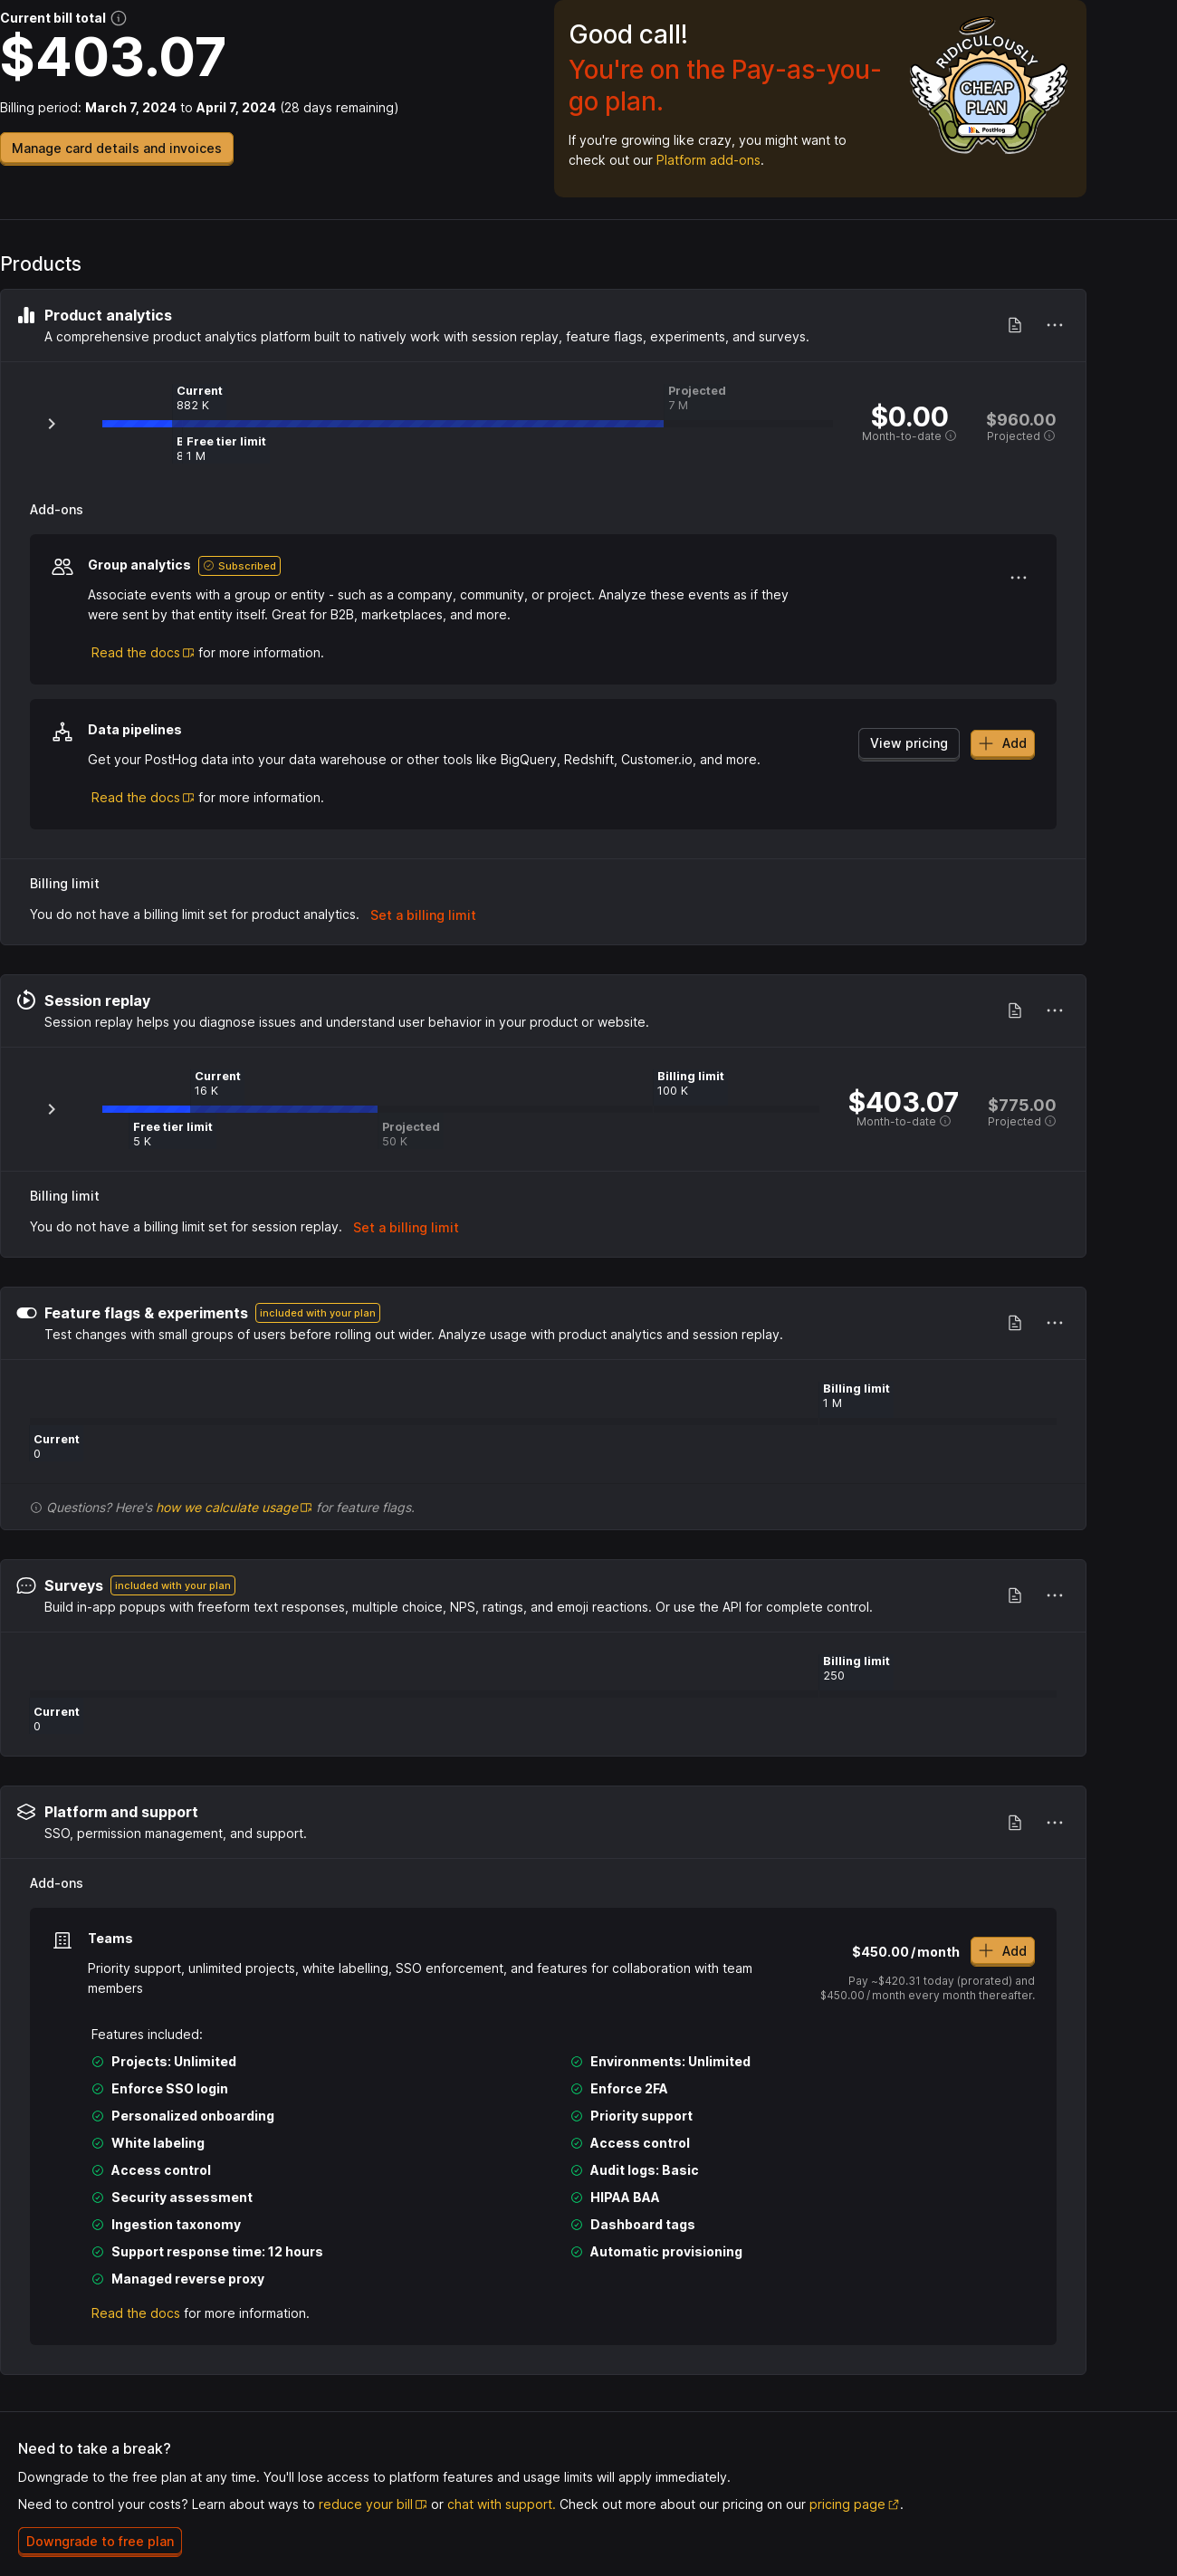 Current bill total
$403.07
Billing period: March 7, 2024 to April 7, 2024 (28 days remaining)
Manage card details and invoices
Good call!
You're on the Pay-as-you-
go plan.
If you're growing like crazy, you might want to
check out our Platform add-ons.
RIDICULOUSLY
CHEAP
PLAN
PostHog
Products
Product analytics
A comprehensive product analytics platform built to natively work with session replay, feature flags, experiments, and surveys.
Current
882 K
Projected
7 M
E Free tier limit
8 1 M
$0.00
Month-to-date
$960.00
Projected
Add-ons
Group analytics Subscribed
Associate events with a group or entity - such as a company, community, or project. Analyze these events as if they
were sent by that entity itself. Great for B2B, marketplaces, and more.
Read the docs for more information.
Data pipelines
Get your PostHog data into your data warehouse or other tools like BigQuery, Redshift, Customer.io, and more.
View pricing
Add
Read the docs for more information.
Billing limit
You do not have a billing limit set for product analytics. Set a billing limit
Session replay
Session replay helps you diagnose issues and understand user behavior in your product or website.
Current
16 K
Billing limit
100 K
Free tier limit
5 K
Projected
50 K
$403.07
Month-to-date
$775.00
Projected
Billing limit
You do not have a billing limit set for session replay. Set a billing limit
Feature flags & experiments included with your plan
Test changes with small groups of users before rolling out wider. Analyze usage with product analytics and session replay.
Billing limit
1 M
Current
0
Questions? Here's how we calculate usage for feature flags.
Surveys included with your plan
Build in-app popups with freeform text responses, multiple choice, NPS, ratings, and emoji reactions. Or use the API for complete control.
Billing limit
250
Current
0
Platform and support
SSO, permission management, and support.
Add-ons
Teams
Priority support, unlimited projects, white labelling, SSO enforcement, and features for collaboration with team
members
$450.00/month
Add
Pay ~$420.31 today (prorated) and
$450.00/month every month thereafter.
Features included:
Projects: Unlimited
Environments: Unlimited
Enforce SSO login
Enforce 2FA
Personalized onboarding
Priority support
White labeling
Access control
Access control
Audit logs: Basic
Security assessment
HIPAA BAA
Ingestion taxonomy
Dashboard tags
Support response time: 12 hours
Automatic provisioning
Managed reverse proxy
Read the docs for more information.
Need to take a break?
Downgrade to the free plan at any time. You'll lose access to platform features and usage limits will apply immediately.
Need to control your costs? Learn about ways to reduce your bill or chat with support. Check out more about our pricing on our pricing page.
Downgrade to free plan